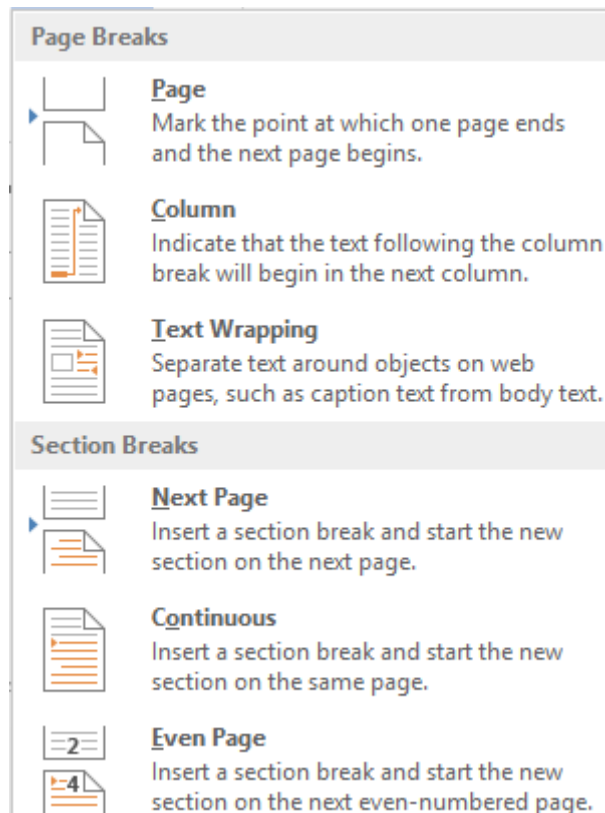 Page Breaks
Page
Mark the point at which one page ends
and the next page begins.
Column
Indicate that the text following the column
break will begin in the next column.
Text Wrapping
Separate text around objects on web
pages, such as caption text from body text.
Section Breaks
Next Page
Insert a section break and start the new
section on the next page.
Continuous
Insert a section break and start the new
section on the same page.
2
Even Page
4
Insert a section break and start the new
section on the next even-numbered page.